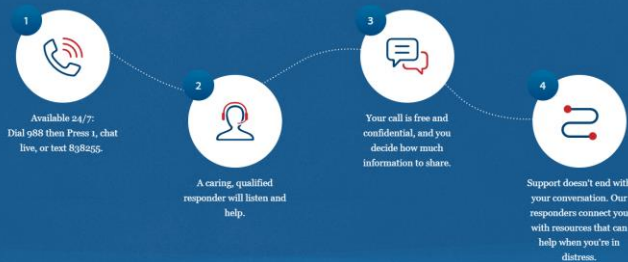 1
Available 24/7:
Dial 988 then Press 1, chat
live, or text 838255.
2
A caring, qualified
responder will listen and
help.
3
Your call is free and
confidential, and you
decide how much
information to share.
4
Support doesn't end with
your conversation. Our
responders connect you
with resources that can
help when you're in
distress.